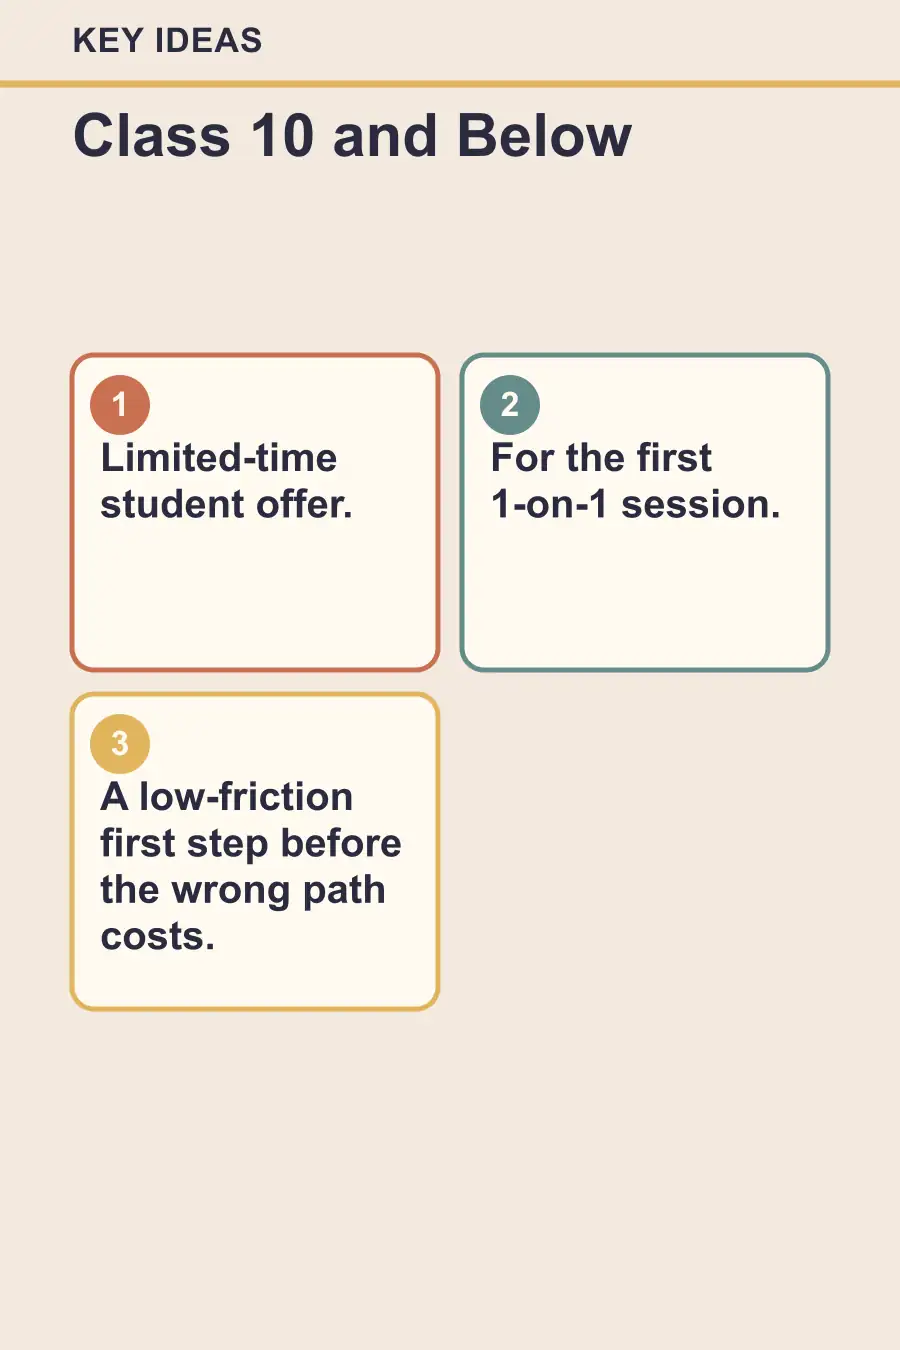 KEY IDEAS
Class 10 and Below
1
Limited-time
student offer.
2
For the first
1-on-1 session.
3
A low-friction
first step before
the wrong path
costs.